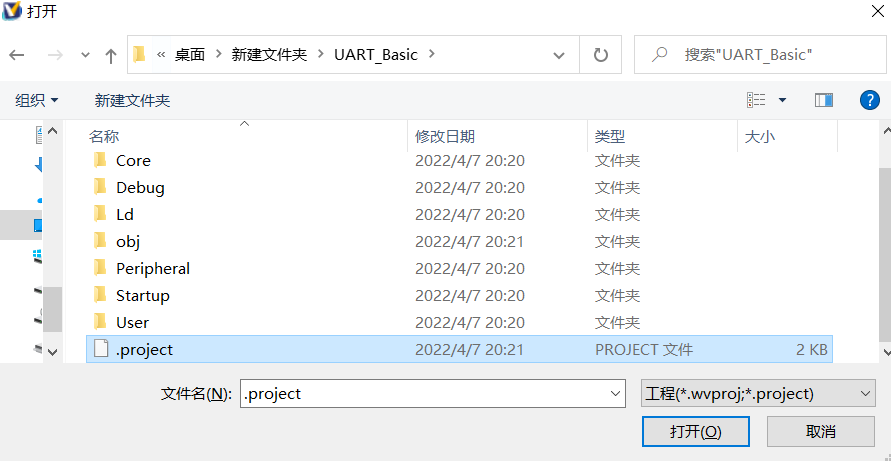 打开
« 桌面 > 新建文件夹 > UART_Basic >
搜索"UART_Basic"
组织 新建文件夹 ?
名称 修改日期 类型 大小
Core 2022/4/7 20:20 文件夹
Debug 2022/4/7 20:20 文件夹
Ld 2022/4/7 20:20 文件夹
obj 2022/4/7 20:21 文件夹
Peripheral 2022/4/7 20:20 文件夹
Startup 2022/4/7 20:20 文件夹
User 2022/4/7 20:20 文件夹
.project 2022/4/7 20:21 PROJECT 文件 2 KB
文件名(N): .project 工程(*.wvproj;*.project)
打开(O) 取消